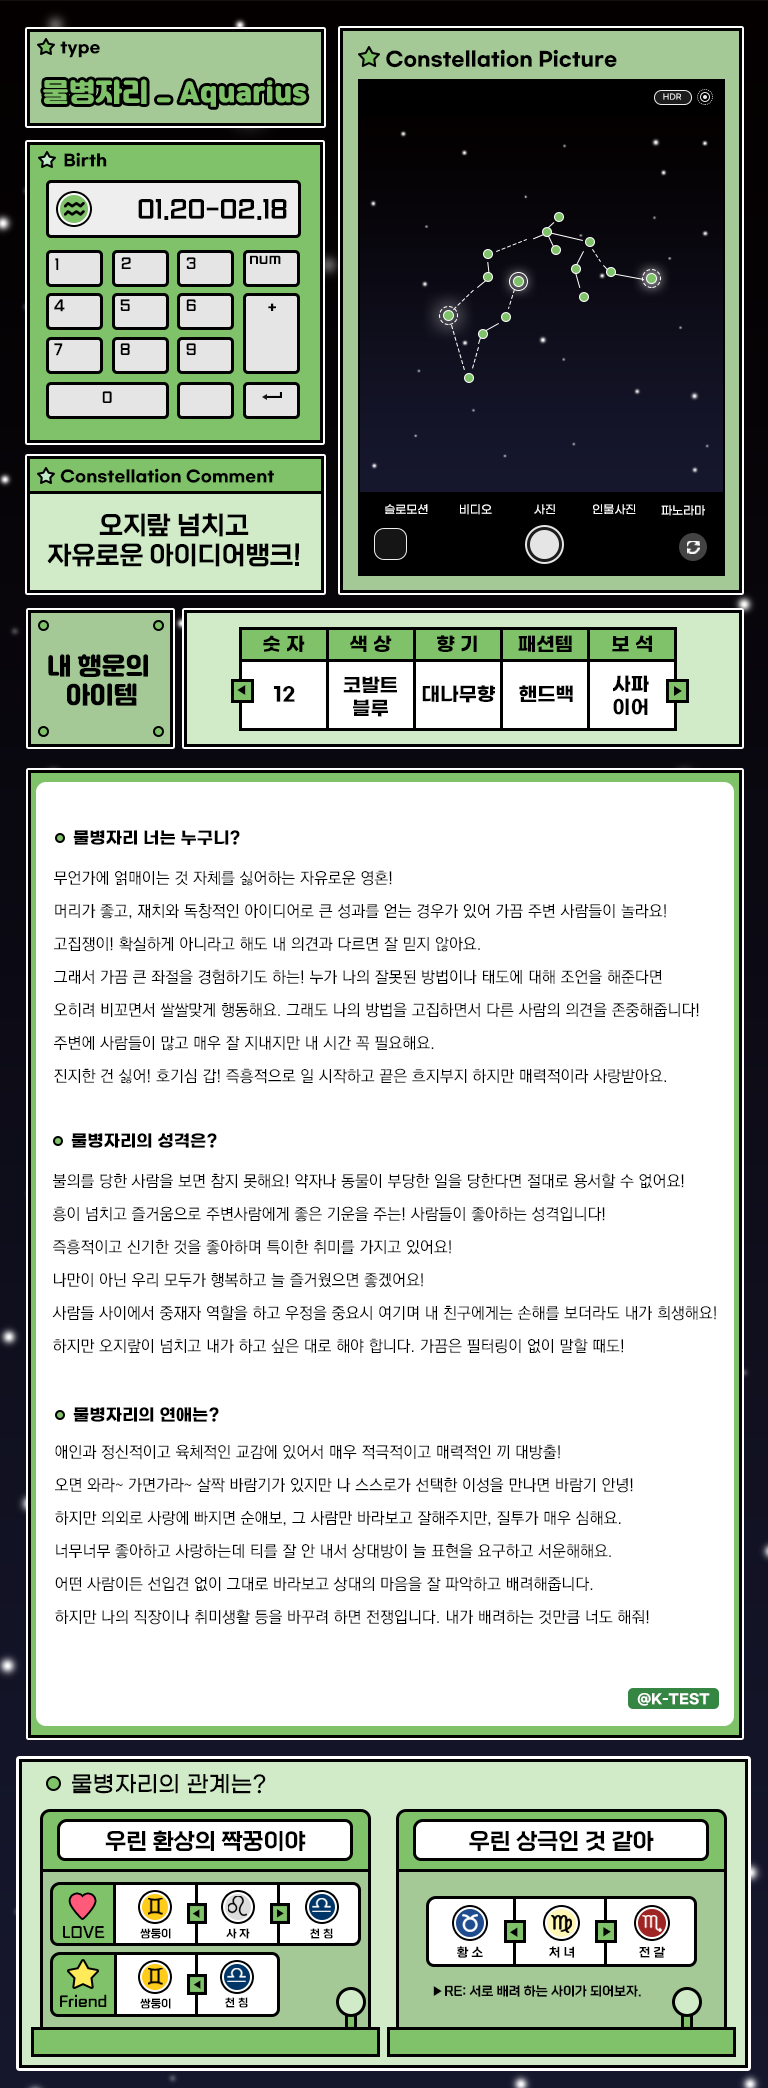 type
물병자리 _ Aquarius
Constellation Picture
HDR
Birth
01.20-02.18
1 2 3 num
4 5 6 +
7 8 9
0
슬로모션 비디오 사진 인물사진 파노라마
Constellation Comment
오지랖 넘치고
자유로운 아이디어뱅크!
내 행운의
아이템
숫 자 색 상 향 기 패션템 보 석
12 코발트 블루 대나무향 핸드백 사파이어
물병자리 너는 누구니?
무언가에 얽매이는 것 자체를 싫어하는 자유로운 영혼!
머리가 좋고, 재치와 독창적인 아이디어로 큰 성과를 얻는 경우가 있어 가끔 주변 사람들이 놀라요!
고집쟁이! 확실하게 아니라고 해도 내 의견과 다르면 잘 믿지 않아요.
그래서 가끔 큰 좌절을 경험하기도 하는! 누가 나의 잘못된 방법이나 태도에 대해 조언을 해준다면
오히려 비꼬면서 쌀쌀맞게 행동해요. 그래도 나의 방법을 고집하면서 다른 사람의 의견을 존중해줍니다!
주변에 사람들이 많고 매우 잘 지내지만 내 시간 꼭 필요해요.
진지한 건 싫어! 호기심 갑! 즉흥적으로 일 시작하고 끝은 흐지부지 하지만 매력적이라 사랑받아요.
물병자리의 성격은?
불의를 당한 사람을 보면 참지 못해요! 약자나 동물이 부당한 일을 당한다면 절대로 용서할 수 없어요!
흥이 넘치고 즐거움으로 주변사람에게 좋은 기운을 주는! 사람들이 좋아하는 성격입니다!
즉흥적이고 신기한 것을 좋아하며 특이한 취미를 가지고 있어요!
나만이 아닌 우리 모두가 행복하고 늘 즐거웠으면 좋겠어요!
사람들 사이에서 중재자 역할을 하고 우정을 중요시 여기며 내 친구에게는 손해를 보더라도 내가 희생해요!
하지만 오지랖이 넘치고 내가 하고 싶은 대로 해야 합니다. 가끔은 필터링이 없이 말할 때도!
물병자리의 연애는?
애인과 정신적이고 육체적인 교감에 있어서 매우 적극적이고 매력적인 끼 대방출!
오면 와라~ 가면가라~ 살짝 바람기가 있지만 나 스스로가 선택한 이성을 만나면 바람기 안녕!
하지만 의외로 사랑에 빠지면 순애보, 그 사람만 바라보고 잘해주지만, 질투가 매우 심해요.
너무너무 좋아하고 사랑하는데 티를 잘 안 내서 상대방이 늘 표현을 요구하고 서운해해요.
어떤 사람이든 선입견 없이 그대로 바라보고 상대의 마음을 잘 파악하고 배려해줍니다.
하지만 나의 직장이나 취미생활 등을 바꾸려 하면 전쟁입니다. 내가 배려하는 것만큼 너도 해줘!
@K-TEST
물병자리의 관계는?
우린 환상의 짝꿍이야
LOVE 쌍둥이 사 자 천 칭
Friend 쌍둥이 천 칭
우린 상극인 것 같아
황 소 처 녀 전 갈
▶RE: 서로 배려 하는 사이가 되어보자.